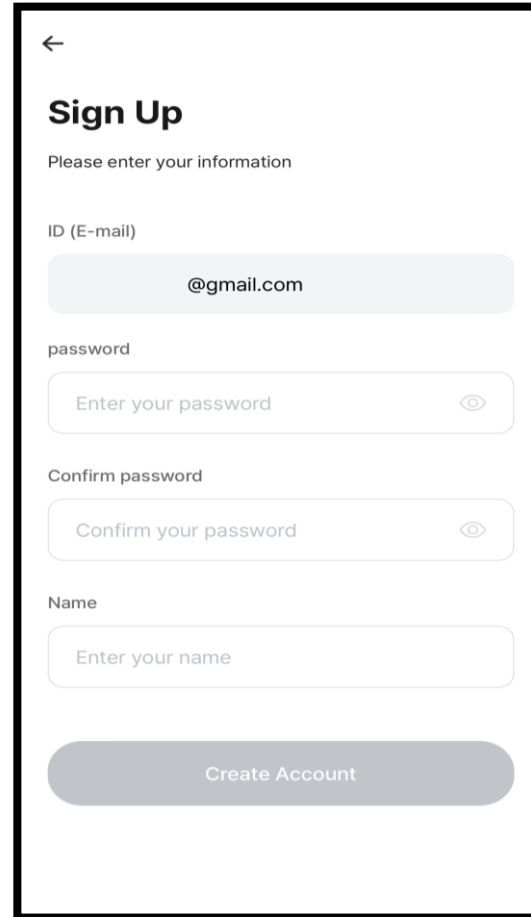 Sign Up
Please enter your information
ID (E-mail)
@gmail.com
password
Enter your password
Confirm password
Confirm your password
Name
Enter your name
Create Account